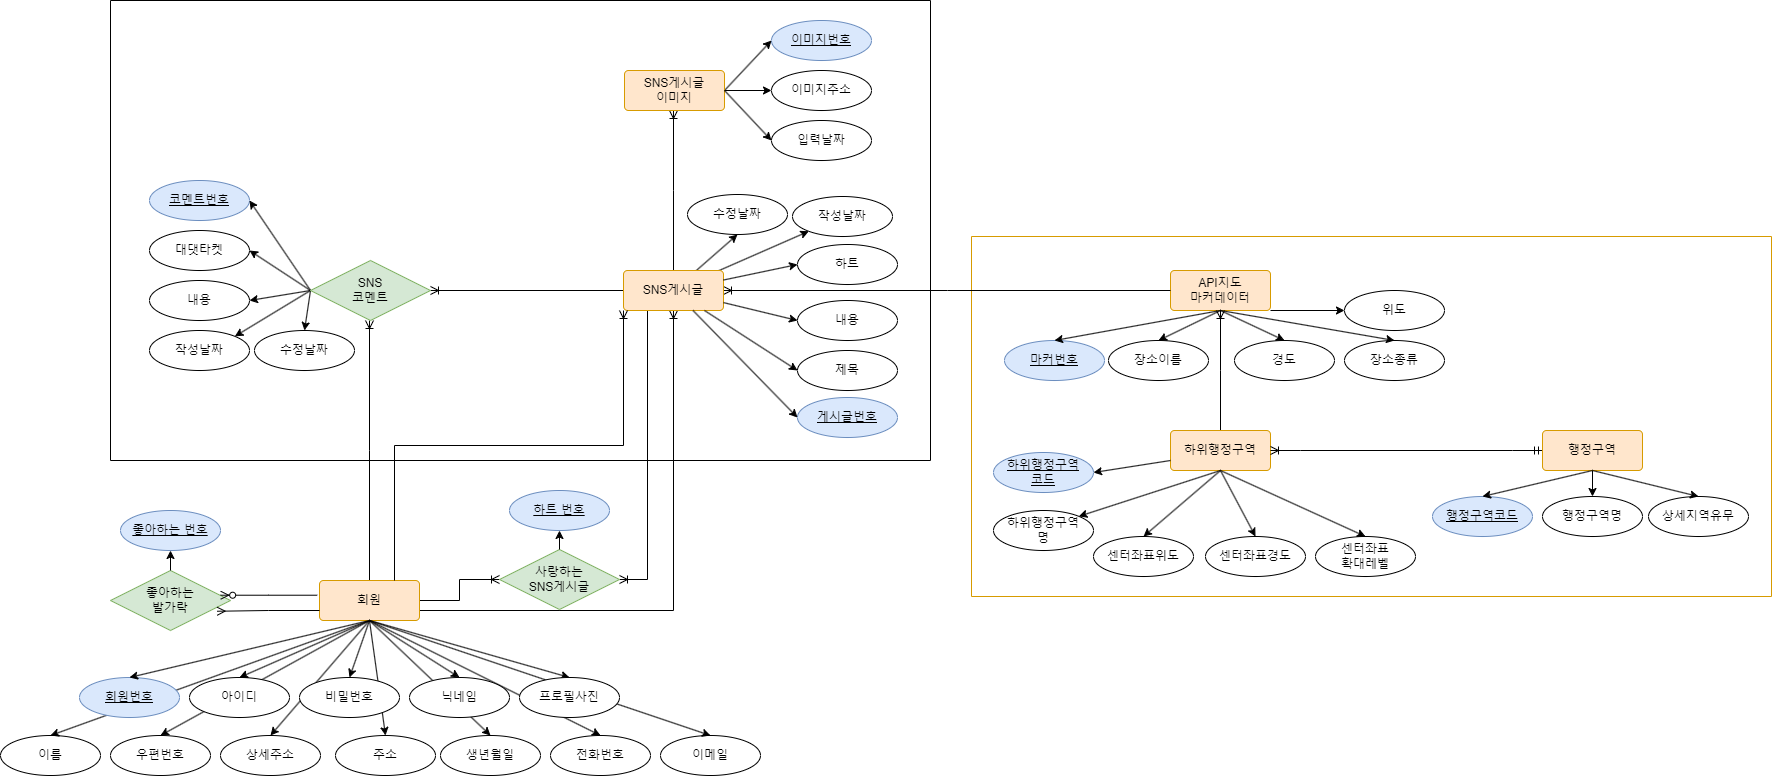 이미지번호
SNS게시글
이미지
이미지주소
입력날짜
코멘트번호
대댓타켓
내용
작성날짜
수정날짜
SNS
코멘트
수정날짜
작성날짜
하트
SNS게시글
내용
제목
게시글번호
API지도
마커데이터
위도
마커번호
장소이름
경도
장소종류
하위행정구역
행정구역
하위행정구역
코드
하위행정구역
명
센터좌표위도
센터좌표경도
센터좌표
확대레벨
행정구역코드
행정구역명
상세지역유무
좋아하는 번호
하트 번호
좋아하는
발가락
사랑하는
SNS게시글
회원
회원번호
아이디
비밀번호
닉네임
프로필사진
이름
우편번호
상세주소
주소
생년월일
전화번호
이메일